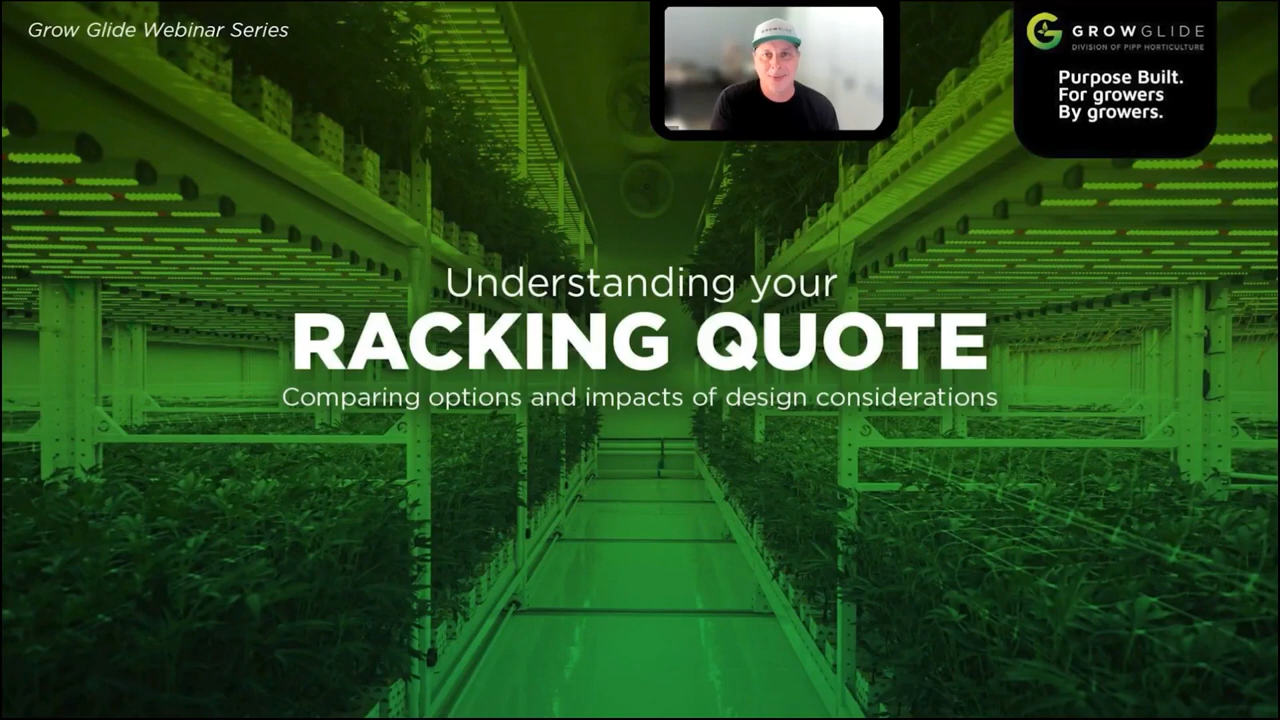 Grow Glide Webinar Series
GROWGLIDE
DIVISION OF PIPP HORTICULTURE
Purpose Built.
For growers
By growers.
Understanding your
RACKING QUOTE
Comparing options and impacts of design considerations